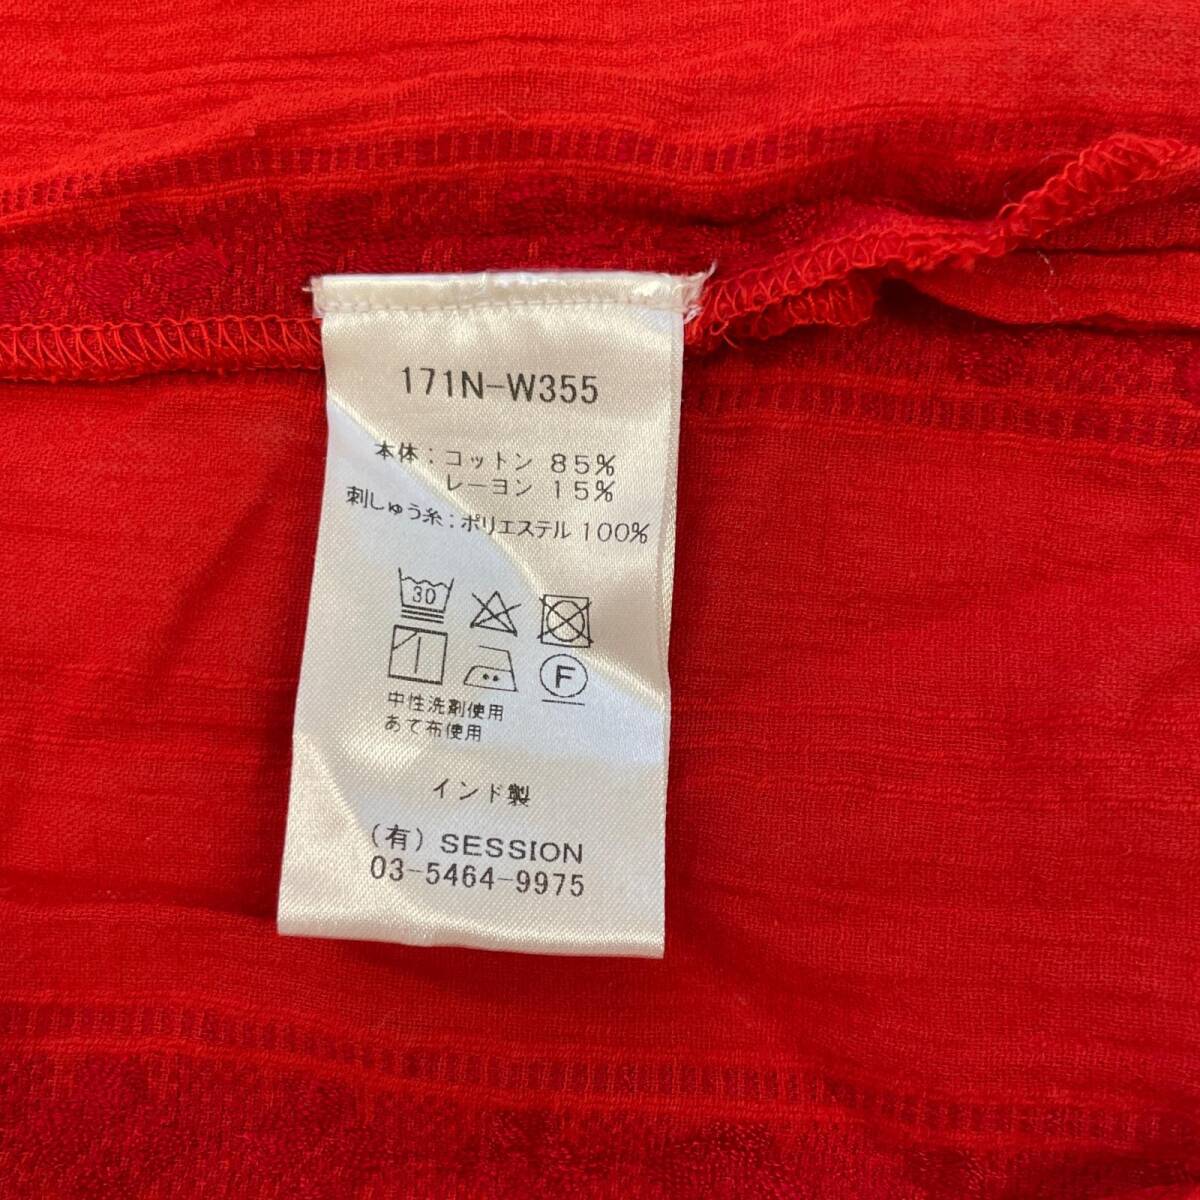 171N-W355
本体：コットン 85%
レーヨン 15%
刺しゅう糸：ポリエステル 100%
30
F
中性洗剤使用
あて布使用
インド製
(有) SESSION
03-5464-9975